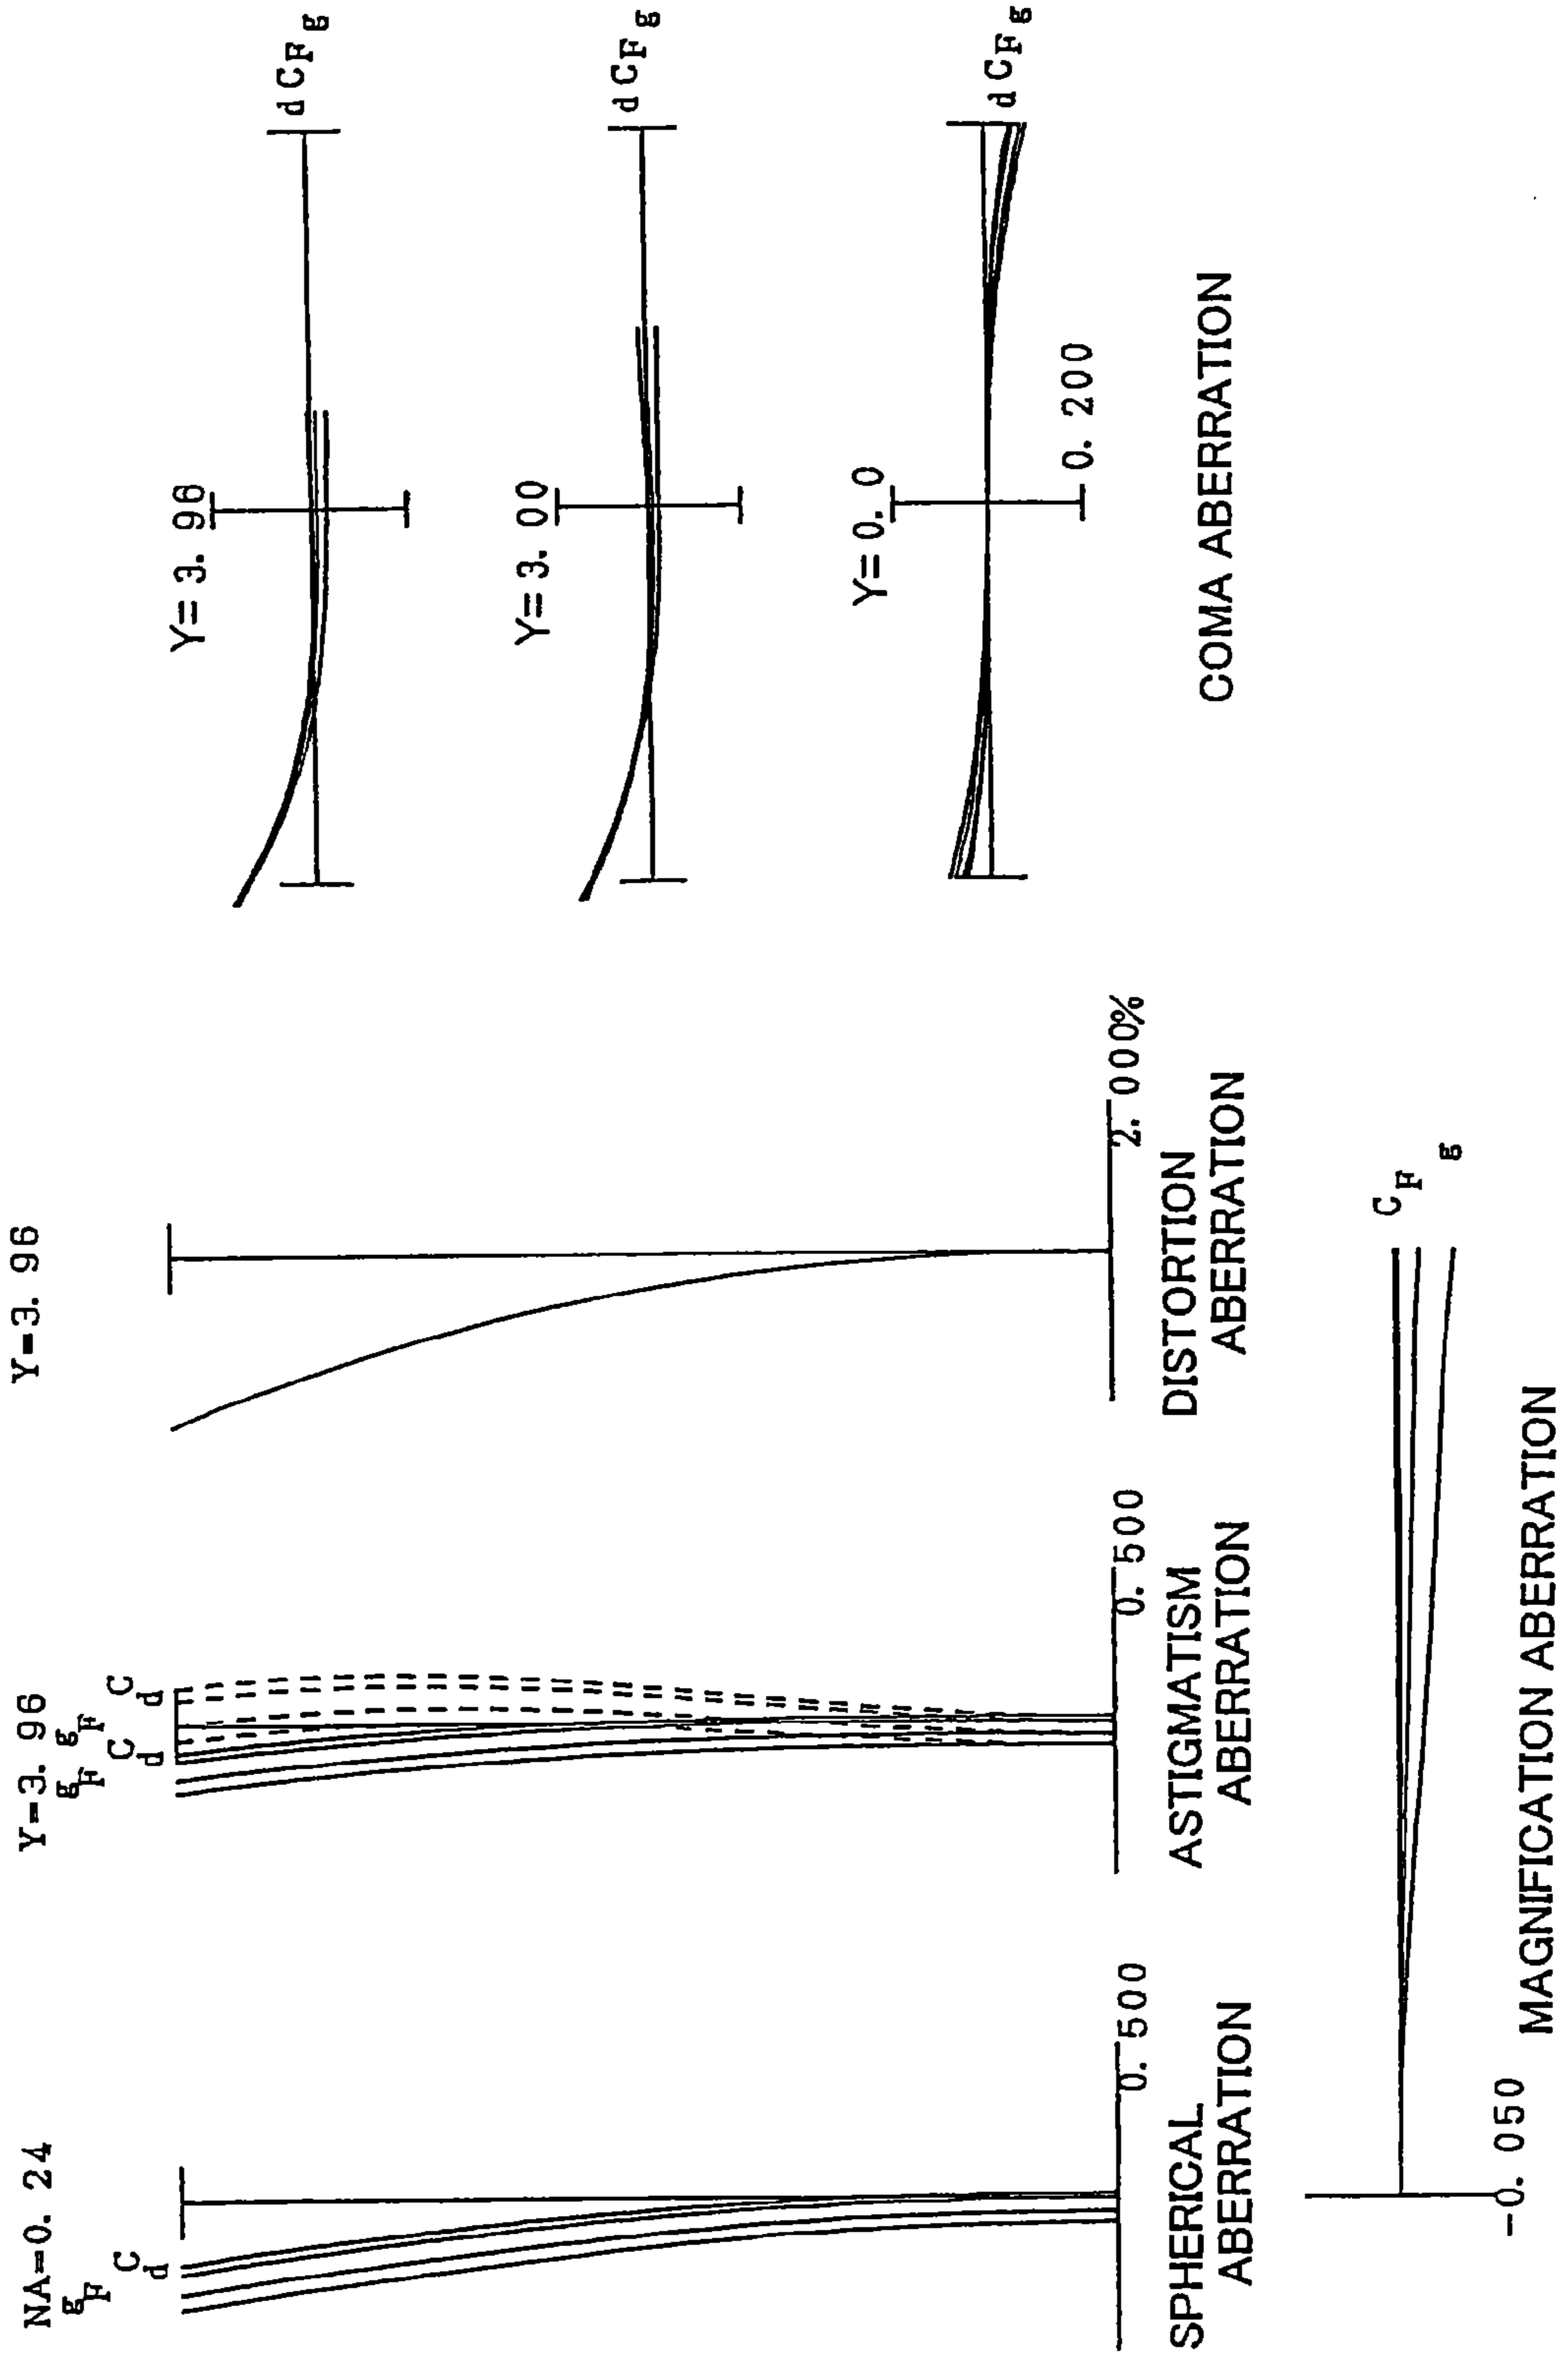 NA=0. 24
g F C d
0. 500
SPHERICAL
ABERRATION
Y=3. 96
g F C d g F C d
0. 500
ASTIGMATISM
ABERRATION
Y=3. 96
2. 000%
DISTORTION
ABERRATION
Y=3. 96
d C F g
Y=3. 00
d C F g
Y=0. 0
d C F g
0. 200
COMA ABERRATION
C F g
-0. 050
MAGNIFICATION ABERRATION